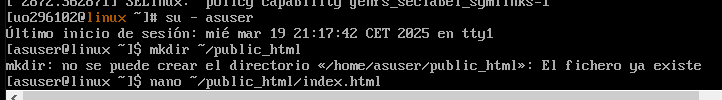 [ 2872.362871] SELinux:  policy capability genfs_seclabel_symlinks=1
[uo296102@linux ~]# su - asuser
Último inicio de sesión: mié mar 19 21:17:42 CET 2025 en tty1
[asuser@linux ~]$ mkdir ~/public_html
mkdir: no se puede crear el directorio «/home/asuser/public_html»: El fichero ya existe
[asuser@linux ~]$ nano ~/public_html/index.html